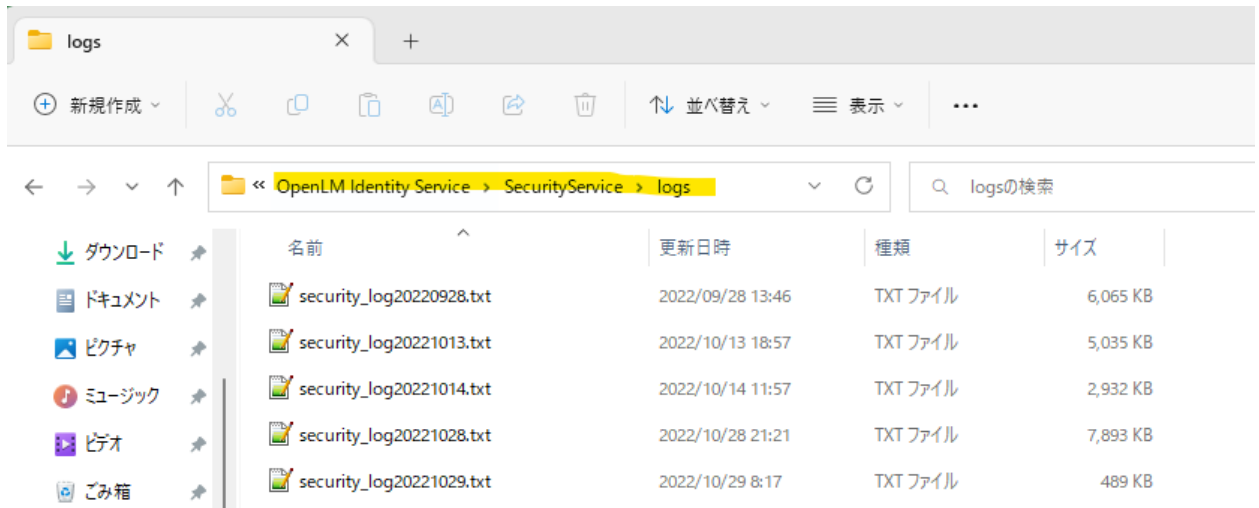 logs
新規作成
並べ替え
表示
« OpenLM Identity Service › SecurityService › logs
logsの検索
名前 更新日時 種類 サイズ
ダウンロード
ドキュメント
ピクチャ
ミュージック
ビデオ
ごみ箱
security_log20220928.txt 2022/09/28 13:46 TXT ファイル 6,065 KB
security_log20221013.txt 2022/10/13 18:57 TXT ファイル 5,035 KB
security_log20221014.txt 2022/10/14 11:57 TXT ファイル 2,932 KB
security_log20221028.txt 2022/10/28 21:21 TXT ファイル 7,893 KB
security_log20221029.txt 2022/10/29 8:17 TXT ファイル 489 KB